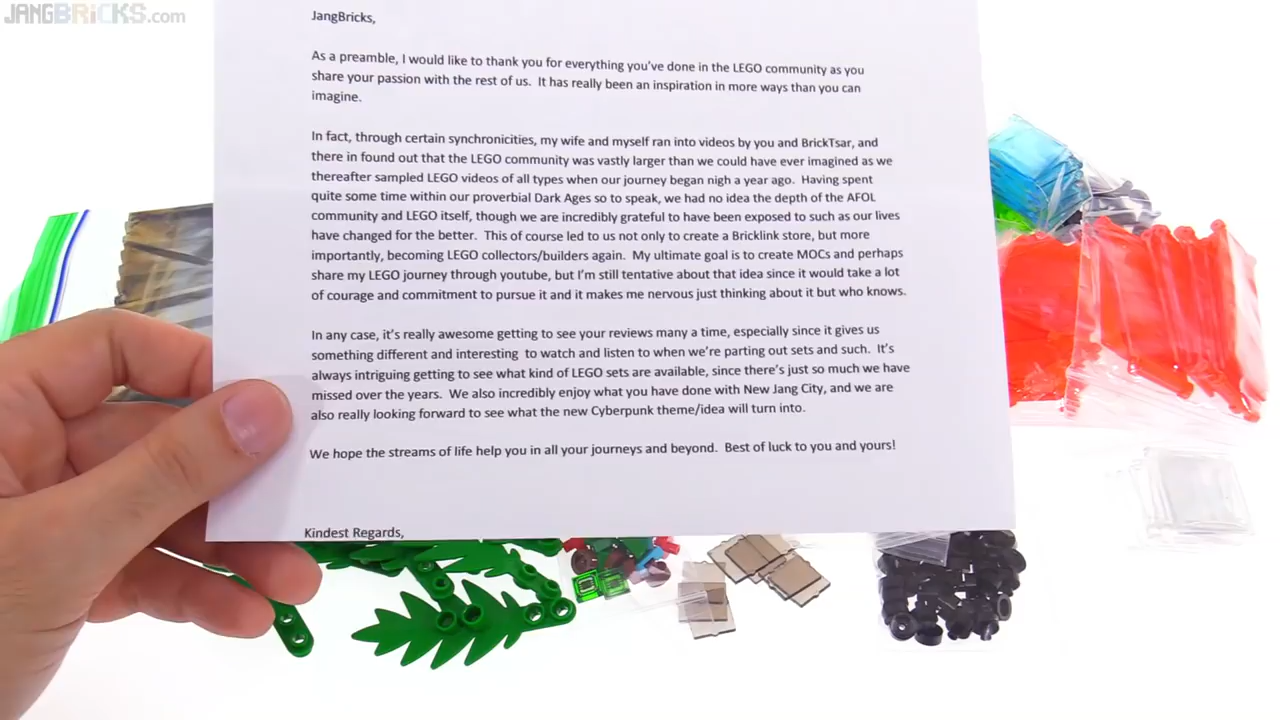 JANGBRiCKS.com
JangBricks,
As a preamble, I would like to thank you for everything you've done in the LEGO community as you
share your passion with the rest of us.  It has really been an inspiration in more ways than you can
imagine.
In fact, through certain synchronicities, my wife and myself ran into videos by you and BrickTsar, and
there in found out that the LEGO community was vastly larger than we could have ever imagined as we
thereafter sampled LEGO videos of all types when our journey began nigh a year ago.  Having spent
quite some time within our proverbial Dark Ages so to speak, we had no idea the depth of the AFOL
community and LEGO itself, though we are incredibly grateful to have been exposed to such as our lives
have changed for the better.  This of course led to us not only to create a Bricklink store, but more
importantly, becoming LEGO collectors/builders again.  My ultimate goal is to create MOCs and perhaps
share my LEGO journey through youtube, but I'm still tentative about that idea since it would take a lot
of courage and commitment to pursue it and it makes me nervous just thinking about it but who knows.
In any case, it's really awesome getting to see your reviews many a time, especially since it gives us
something different and interesting  to watch and listen to when we're parting out sets and such.  It's
always intriguing getting to see what kind of LEGO sets are available, since there's just so much we have
missed over the years.  We also incredibly enjoy what you have done with New Jang City, and we are
also really looking forward to see what the new Cyberpunk theme/idea will turn into.
We hope the streams of life help you in all your journeys and beyond.  Best of luck to you and yours!
Kindest Regards,